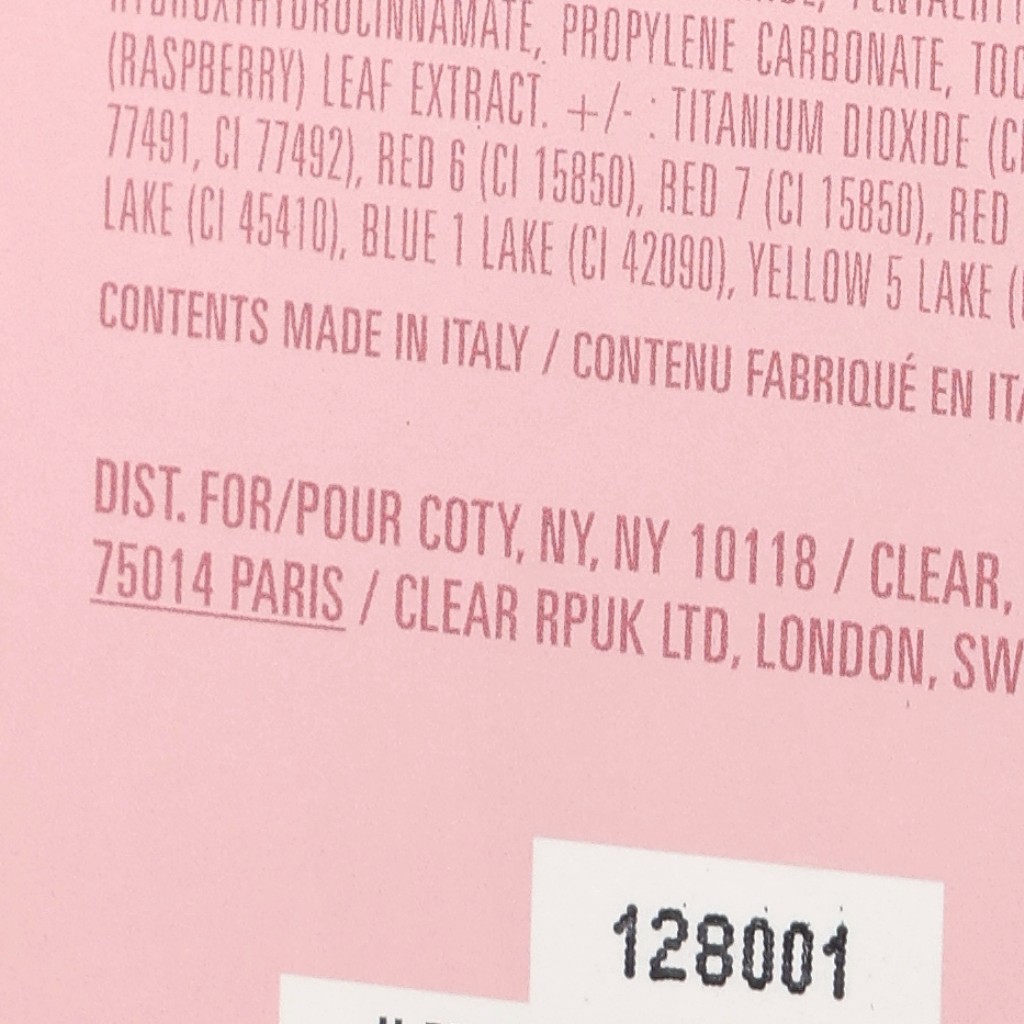 HYDROXYHYDROCINNAMATE, PROPYLENE CARBONATE,
(RASPBERRY) LEAF EXTRACT. +/- : TITANIUM DIOXIDE
77491, CI 77492), RED 6 (CI 15850), RED 7 (CI 15850), RED
LAKE (CI 45410), BLUE 1 LAKE (CI 42090), YELLOW 5 LAKE
CONTENTS MADE IN ITALY / CONTENU FABRIQUÉ EN
DIST. FOR/POUR COTY, NY, NY 10118 / CLEAR,
75014 PARIS / CLEAR RPUK LTD, LONDON, SW
128001